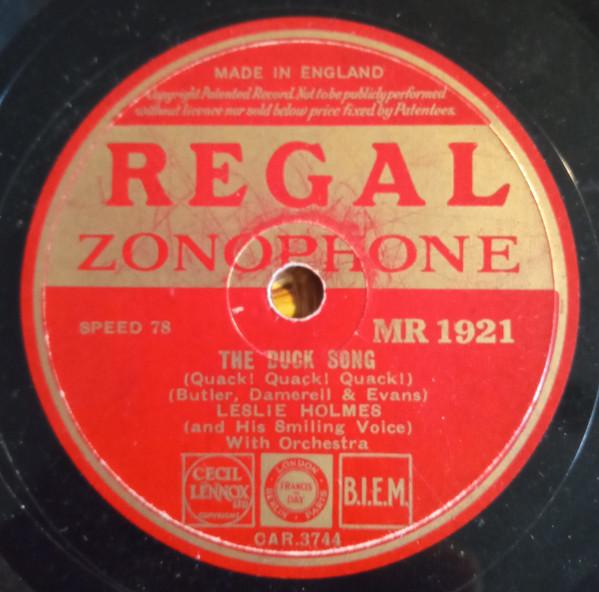 MADE IN ENGLAND
Copyright Patented Record. Not to be publicly performed
without licence nor sold below price fixed by Patentees.
REGAL
ZONOPHONE
SPEED 78 MR 1921
THE DUCK SONG
(Quack! Quack! Quack!)
(Butler, Damerell & Evans)
LESLIE HOLMES
(and His Smiling Voice)
With Orchestra
CECIL
LENNOX
LTD
COPYRIGHT
LONDON
FRANCIS
DAY
BERLIN PARIS
B.I.E.M.
CAR.3744